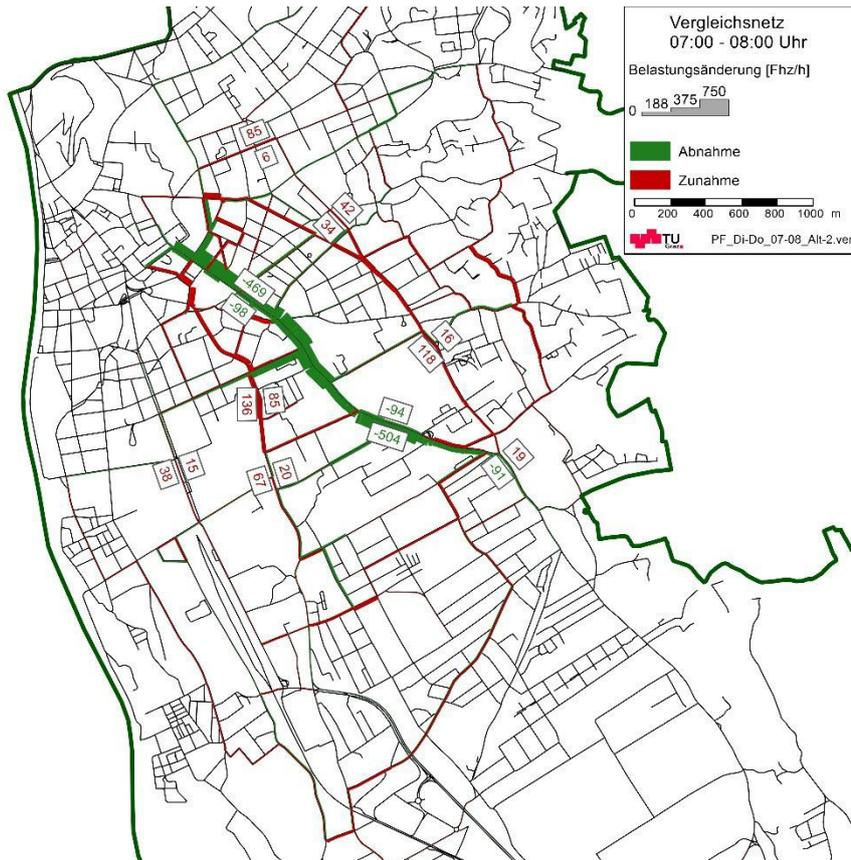 Vergleichsnetz
07:00 - 08:00 Uhr
Belastungsänderung [Fhz/h]
0 188 375 750
Abnahme
Zunahme
0 200 400 600 800 1000 m
TU
Graz
PF_Di-Do_07-08_Alt-2.ver
85
6
42
34
-469
-98
16
118
-94
-504
136
85
38
15
67
20
19
-91